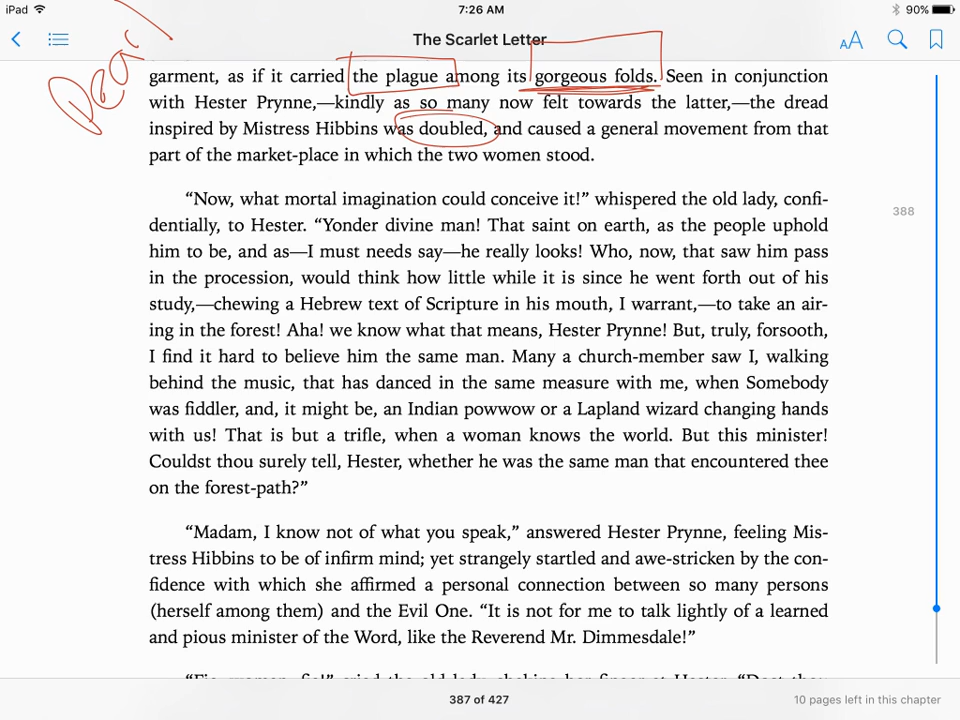 iPad
7:26 AM
90%
The Scarlet Letter
AA
garment, as if it carried the plague among its gorgeous folds. Seen in conjunction
with Hester Prynne,—kindly as so many now felt towards the latter,—the dread
inspired by Mistress Hibbins was doubled, and caused a general movement from that
part of the market-place in which the two women stood.
“Now, what mortal imagination could conceive it!” whispered the old lady, confi-
dentially, to Hester. “Yonder divine man! That saint on earth, as the people uphold
him to be, and as—I must needs say—he really looks! Who, now, that saw him pass
in the procession, would think how little while it is since he went forth out of his
study,—chewing a Hebrew text of Scripture in his mouth, I warrant,—to take an air-
ing in the forest! Aha! we know what that means, Hester Prynne! But, truly, forsooth,
I find it hard to believe him the same man. Many a church-member saw I, walking
behind the music, that has danced in the same measure with me, when Somebody
was fiddler, and, it might be, an Indian powwow or a Lapland wizard changing hands
with us! That is but a trifle, when a woman knows the world. But this minister!
Couldst thou surely tell, Hester, whether he was the same man that encountered thee
on the forest-path?”
“Madam, I know not of what you speak,” answered Hester Prynne, feeling Mis-
tress Hibbins to be of infirm mind; yet strangely startled and awe-stricken by the con-
fidence with which she affirmed a personal connection between so many persons
(herself among them) and the Evil One. “It is not for me to talk lightly of a learned
and pious minister of the Word, like the Reverend Mr. Dimmesdale!”
388
387 of 427
10 pages left in this chapter